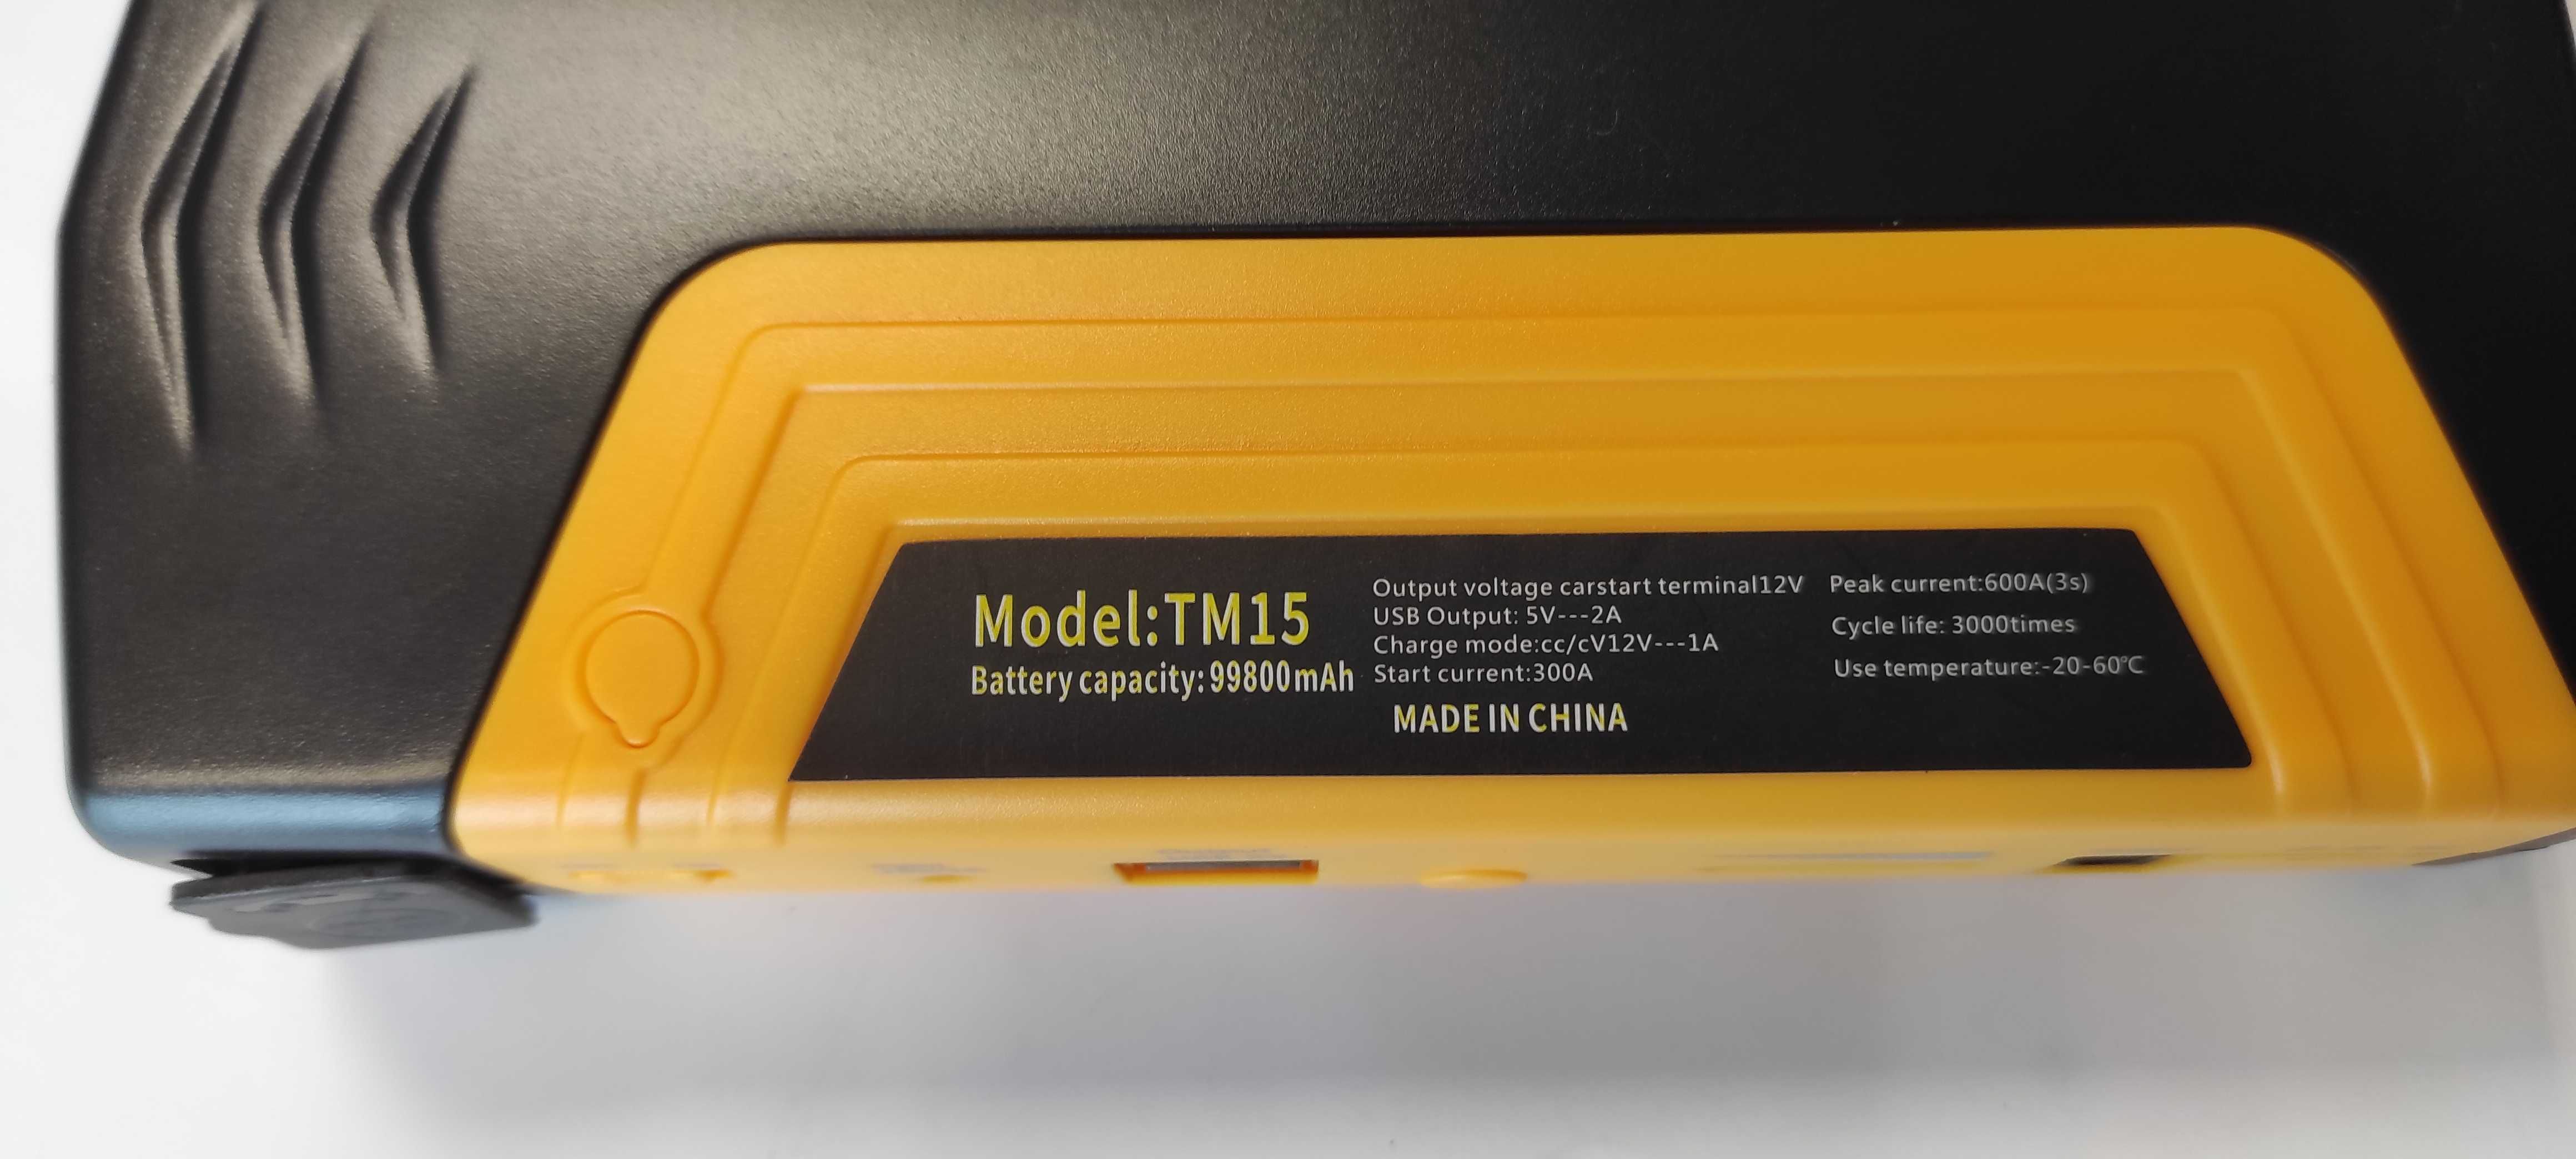 Model:TM15
Battery capacity:99800mAh
Output voltage carstart terminal12V
USB Output: 5V---2A
Charge mode:cc/cV12V---1A
Start current:300A
MADE IN CHINA
Peak current:600A(3s)
Cycle life: 3000times
Use temperature:-20-60℃